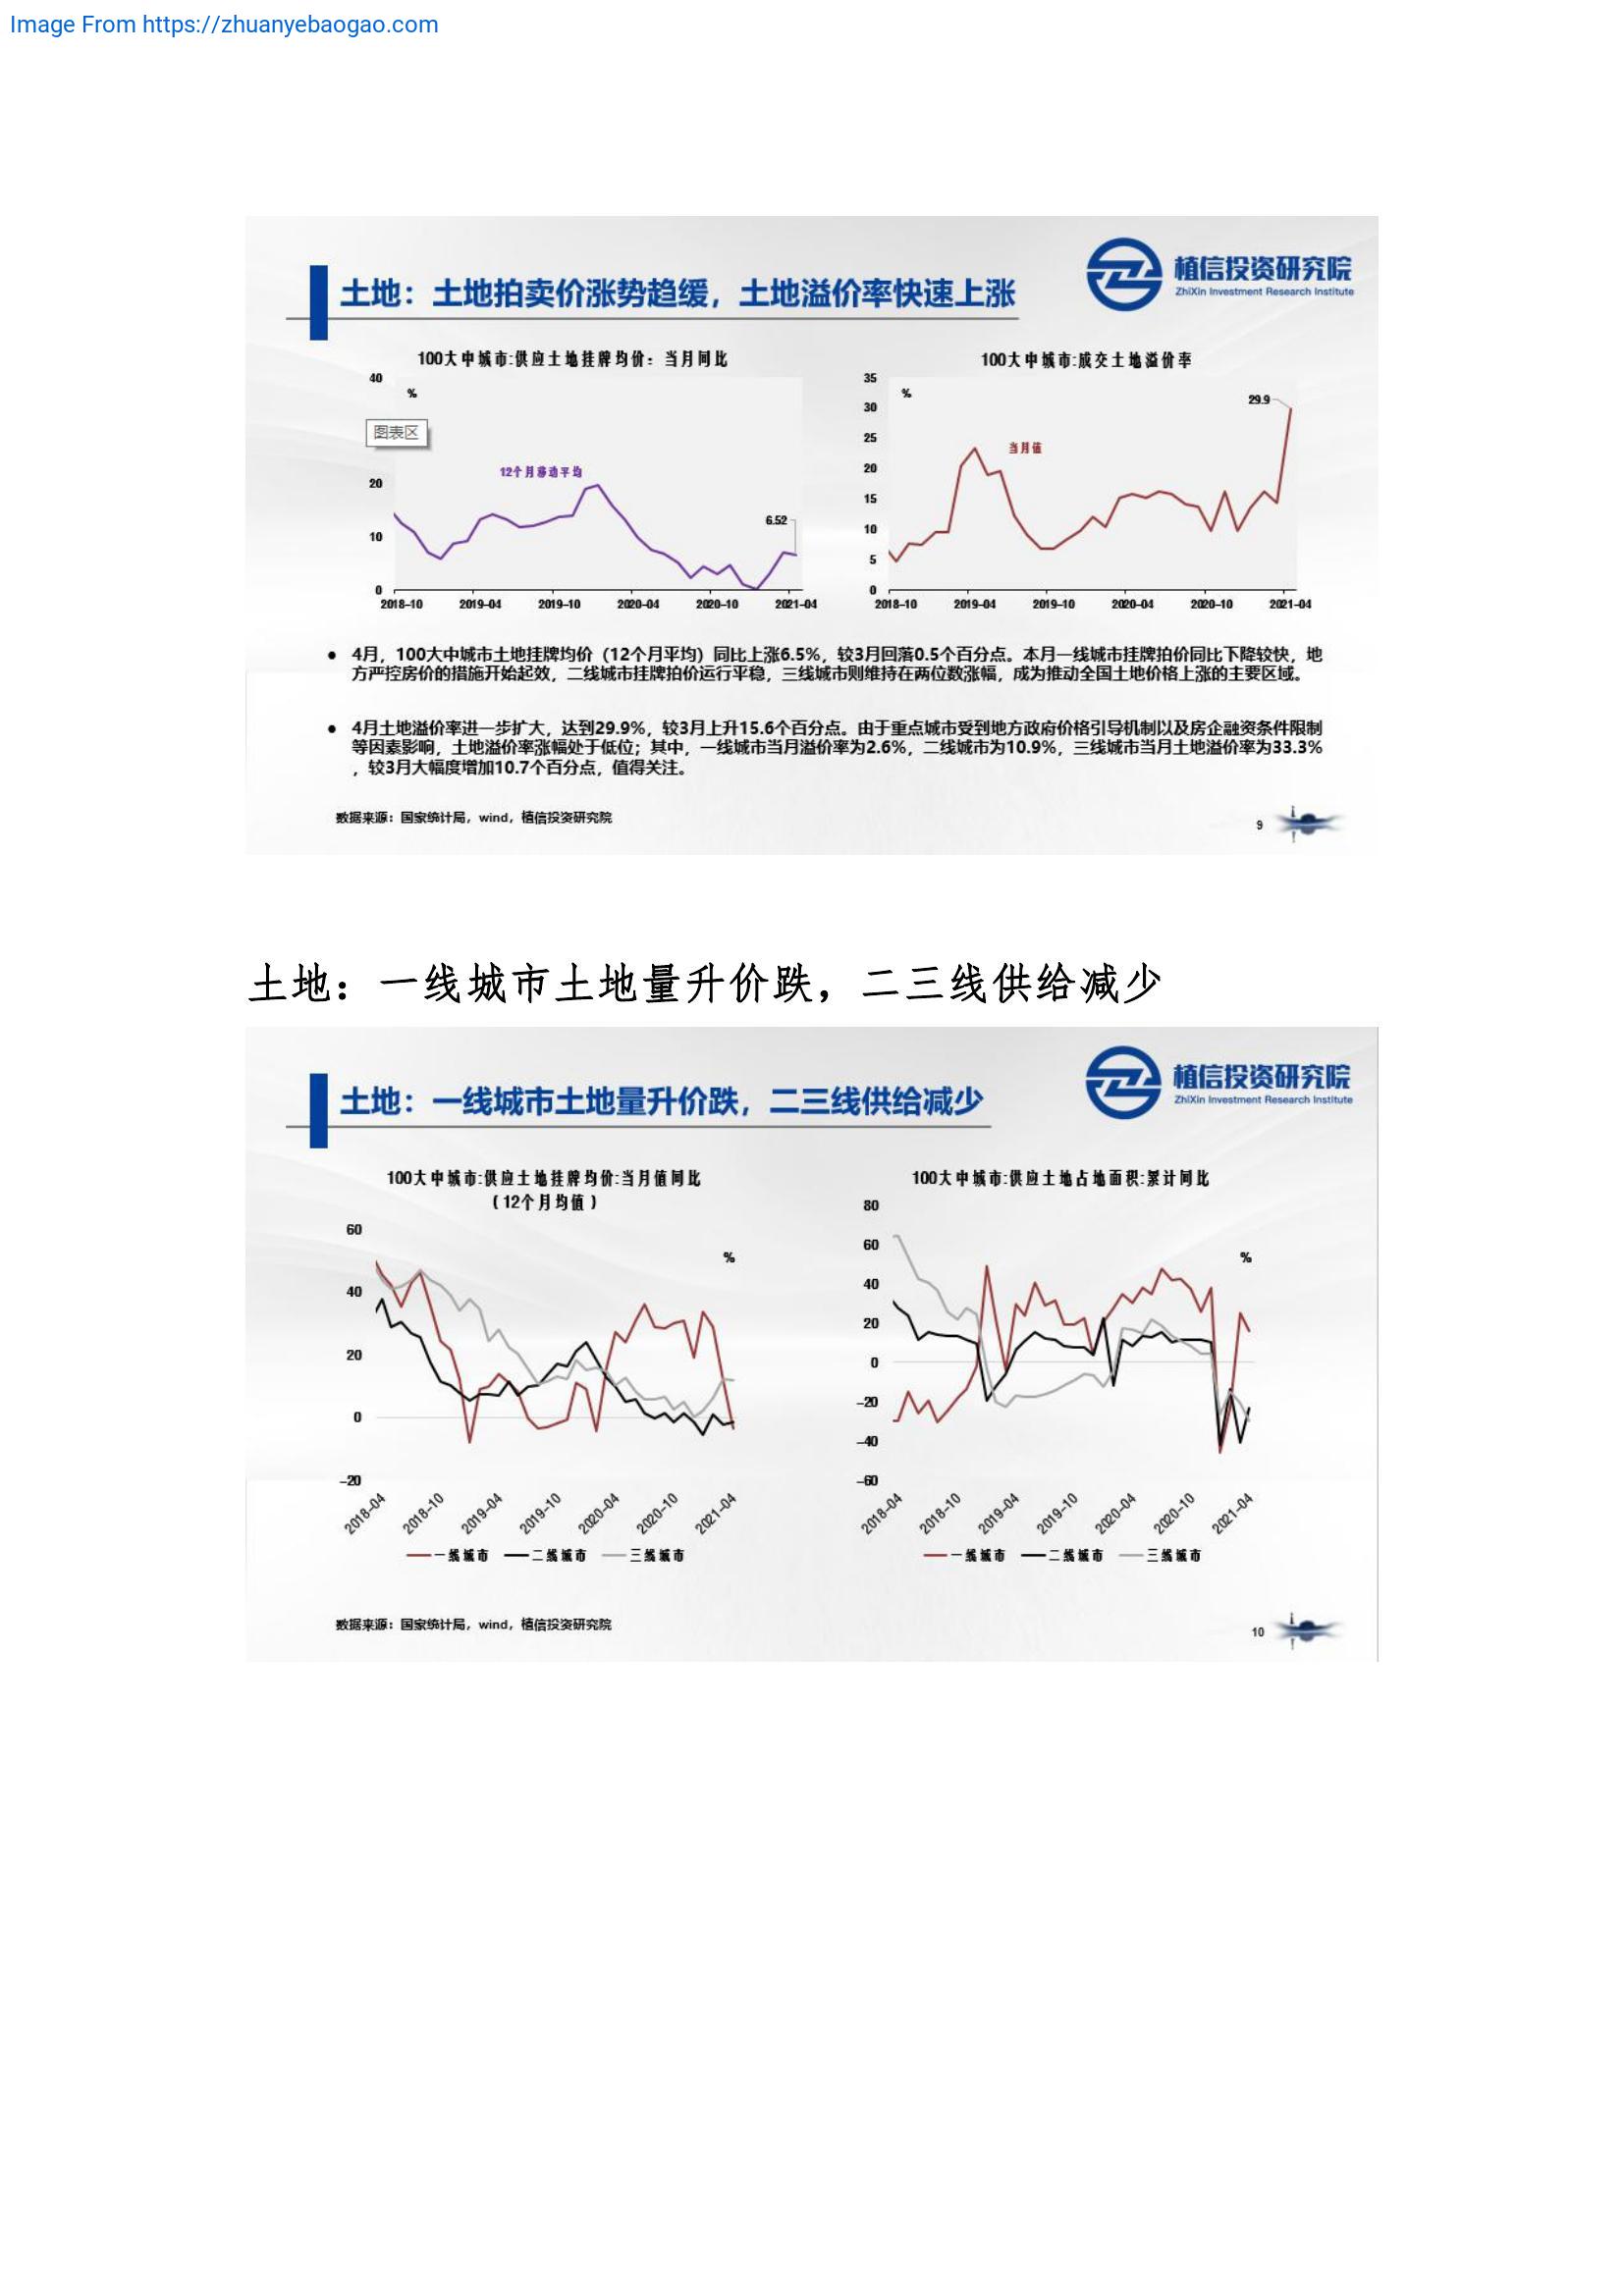 Image From https://zhuanyebaogao.com
植信投资研究院
ZhiXin Investment Research Institute
土地：土地拍卖价涨势趋缓，土地溢价率快速上涨
100大中城市:供应土地挂牌均价：当月同比
40
%
图表区
12个月移动平均
20
6.52
10
0
2018-10 2019-04 2019-10 2020-04 2020-10 2021-04
100大中城市:成交土地溢价率
35
%
29.9
30
25
当月值
20
15
10
5
0
2018-10 2019-04 2019-10 2020-04 2020-10 2021-04
● 4月，100大中城市土地挂牌均价（12个月平均）同比上涨6.5%，较3月回落0.5个百分点。本月一线城市挂牌拍价同比下降较快，地
方严控房价的措施开始起效，二线城市挂牌拍价运行平稳，三线城市则维持在两位数涨幅，成为推动全国土地价格上涨的主要区域。
● 4月土地溢价率进一步扩大，达到29.9%，较3月上升15.6个百分点。由于重点城市受到地方政府价格引导机制以及房企融资条件限制
等因素影响，土地溢价率涨幅处于低位；其中，一线城市当月溢价率为2.6%，二线城市为10.9%，三线城市当月土地溢价率为33.3%
，较3月大幅度增加10.7个百分点，值得关注。
数据来源：国家统计局，wind，植信投资研究院
9
土地：一线城市土地量升价跌，二三线供给减少
植信投资研究院
ZhiXin Investment Research Institute
土地：一线城市土地量升价跌，二三线供给减少
100大中城市:供应土地挂牌均价:当月值同比
（12个月均值）
60
%
40
20
0
-20
2018-04 2018-10 2019-04 2019-10 2020-04 2020-10 2021-04
一线城市 二线城市 三线城市
100大中城市:供应土地占地面积:累计同比
80
60
%
40
20
0
-20
-40
-60
2018-04 2018-10 2019-04 2019-10 2020-04 2020-10 2021-04
一线城市 二线城市 三线城市
数据来源：国家统计局，wind，植信投资研究院
10